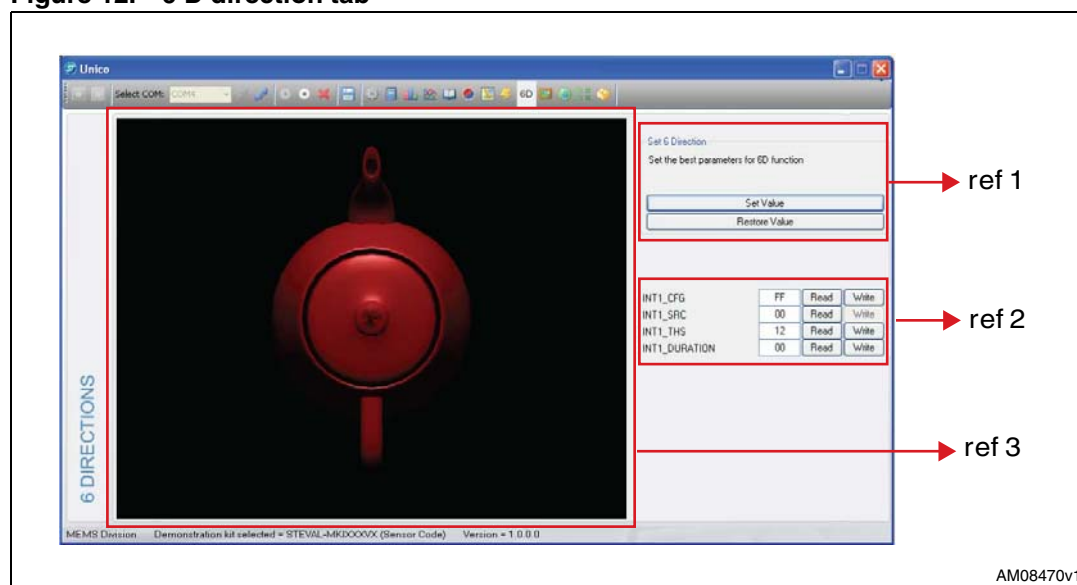 Figure 12. 6 D direction tab
Unico
Select COM: COM4
6D
Set 6 Direction
Set the best parameters for 6D function
Set Value
Restore Value
ref 1
INT1_CFG FF Read Write
INT1_SRC 00 Read Write
INT1_THS 12 Read Write
INT1_DURATION 00 Read Write
ref 2
ref 3
6 DIRECTIONS
MEMS Division Demonstration kit selected = STEVAL-MKIXXXVX (Sensor Code) Version = 1.0.0.0
AM08470v1